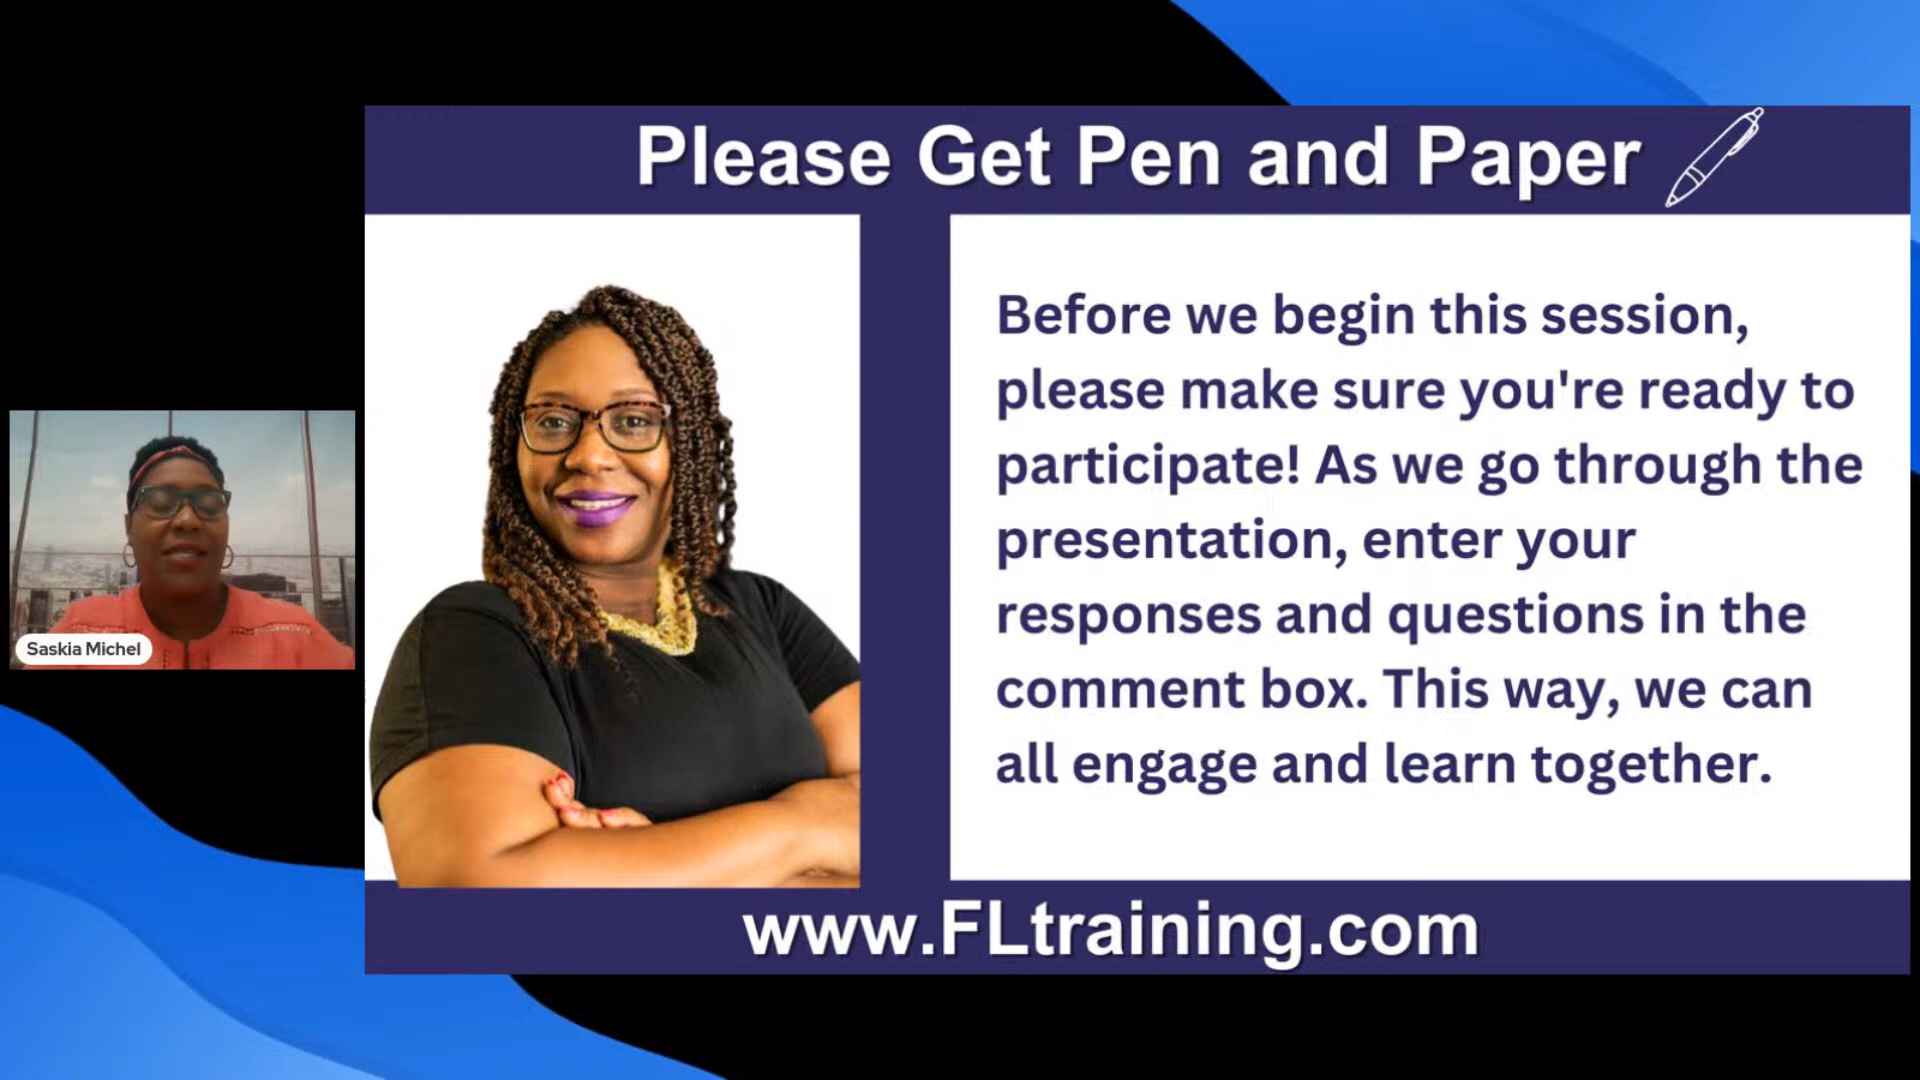 Please Get Pen and Paper
Before we begin this session,
please make sure you're ready to
participate! As we go through the
presentation, enter your
responses and questions in the
comment box. This way, we can
all engage and learn together.
Saskia Michel
www.FLtraining.com